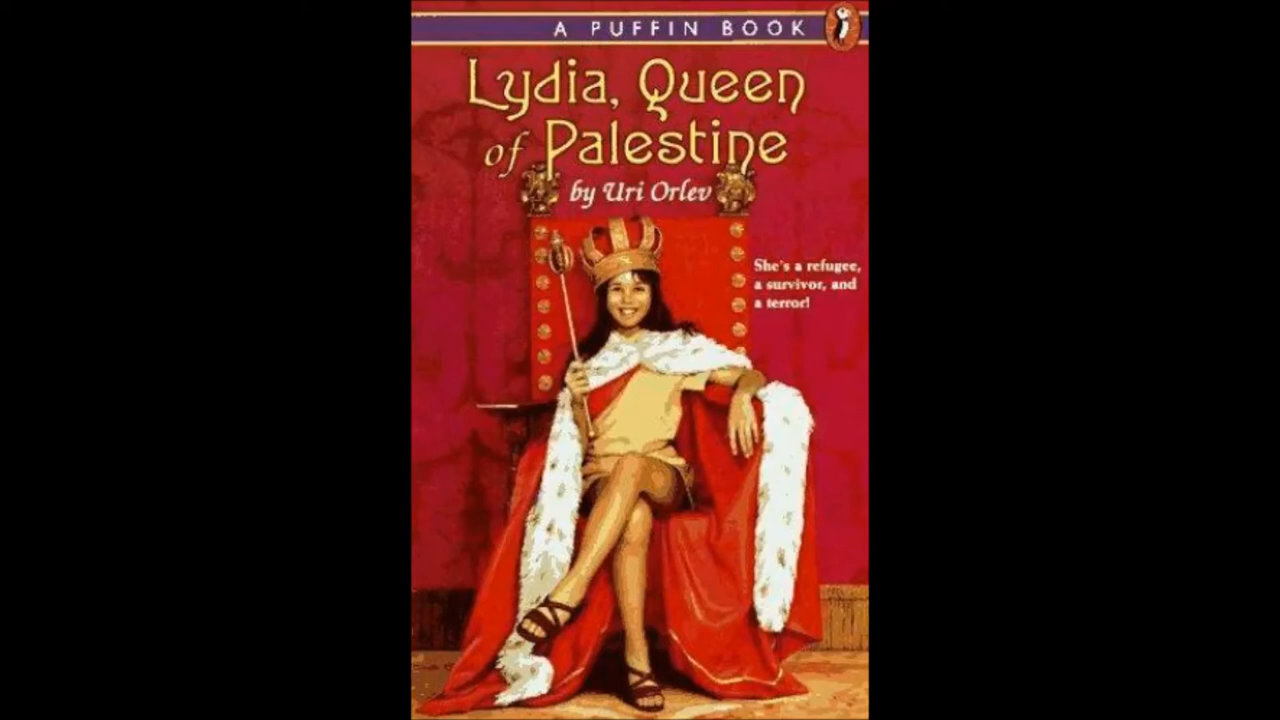 A PUFFIN BOOK
Lydia, Queen
of Palestine
by Uri Orlev
She's a refugee,
a survivor, and
a terror!